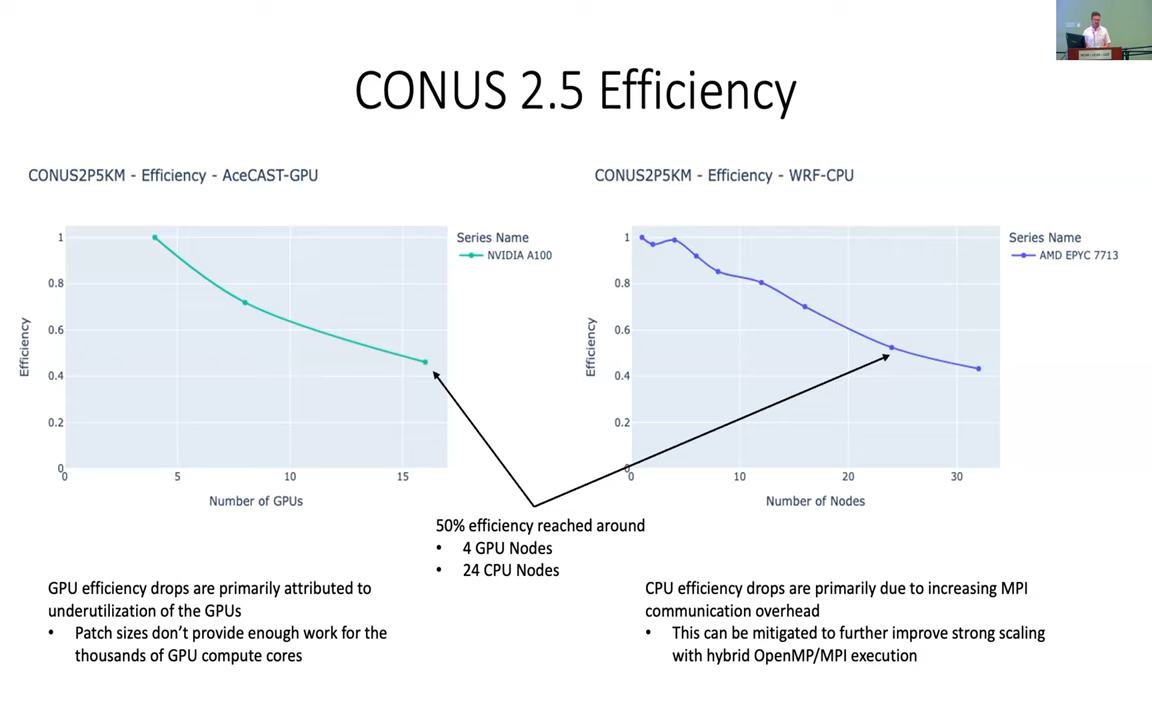 CONUS 2.5 Efficiency
CONUS2P5KM - Efficiency - AceCAST-GPU
Efficiency
1
0.8
0.6
0.4
0.2
0
0
5
10
15
Number of GPUs
Series Name
NVIDIA A100
CONUS2P5KM - Efficiency - WRF-CPU
Efficiency
1
0.8
0.6
0.4
0.2
0
0
10
20
30
Number of Nodes
Series Name
AMD EPYC 7713
50% efficiency reached around
• 4 GPU Nodes
• 24 CPU Nodes
GPU efficiency drops are primarily attributed to
underutilization of the GPUs
• Patch sizes don't provide enough work for the
thousands of GPU compute cores
CPU efficiency drops are primarily due to increasing MPI
communication overhead
• This can be mitigated to further improve strong scaling
with hybrid OpenMP/MPI execution